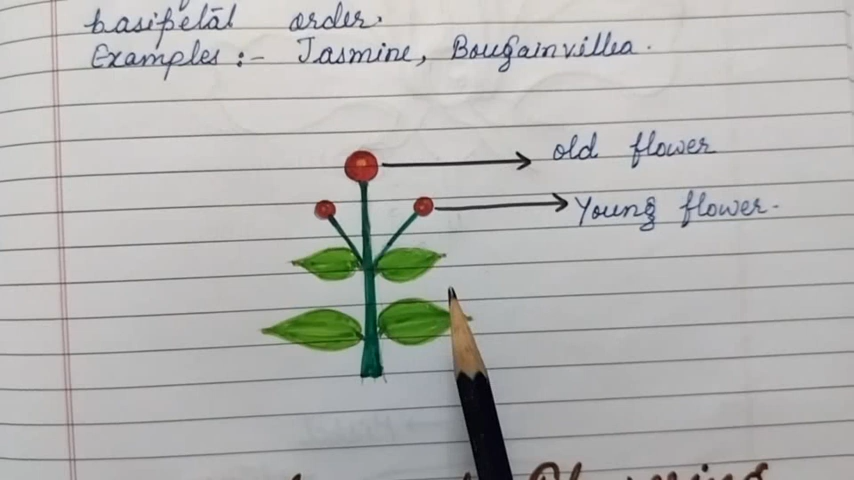 basipetal order.
Examples :- Jasmine, Bougainvillea.
old flower
Young flower.